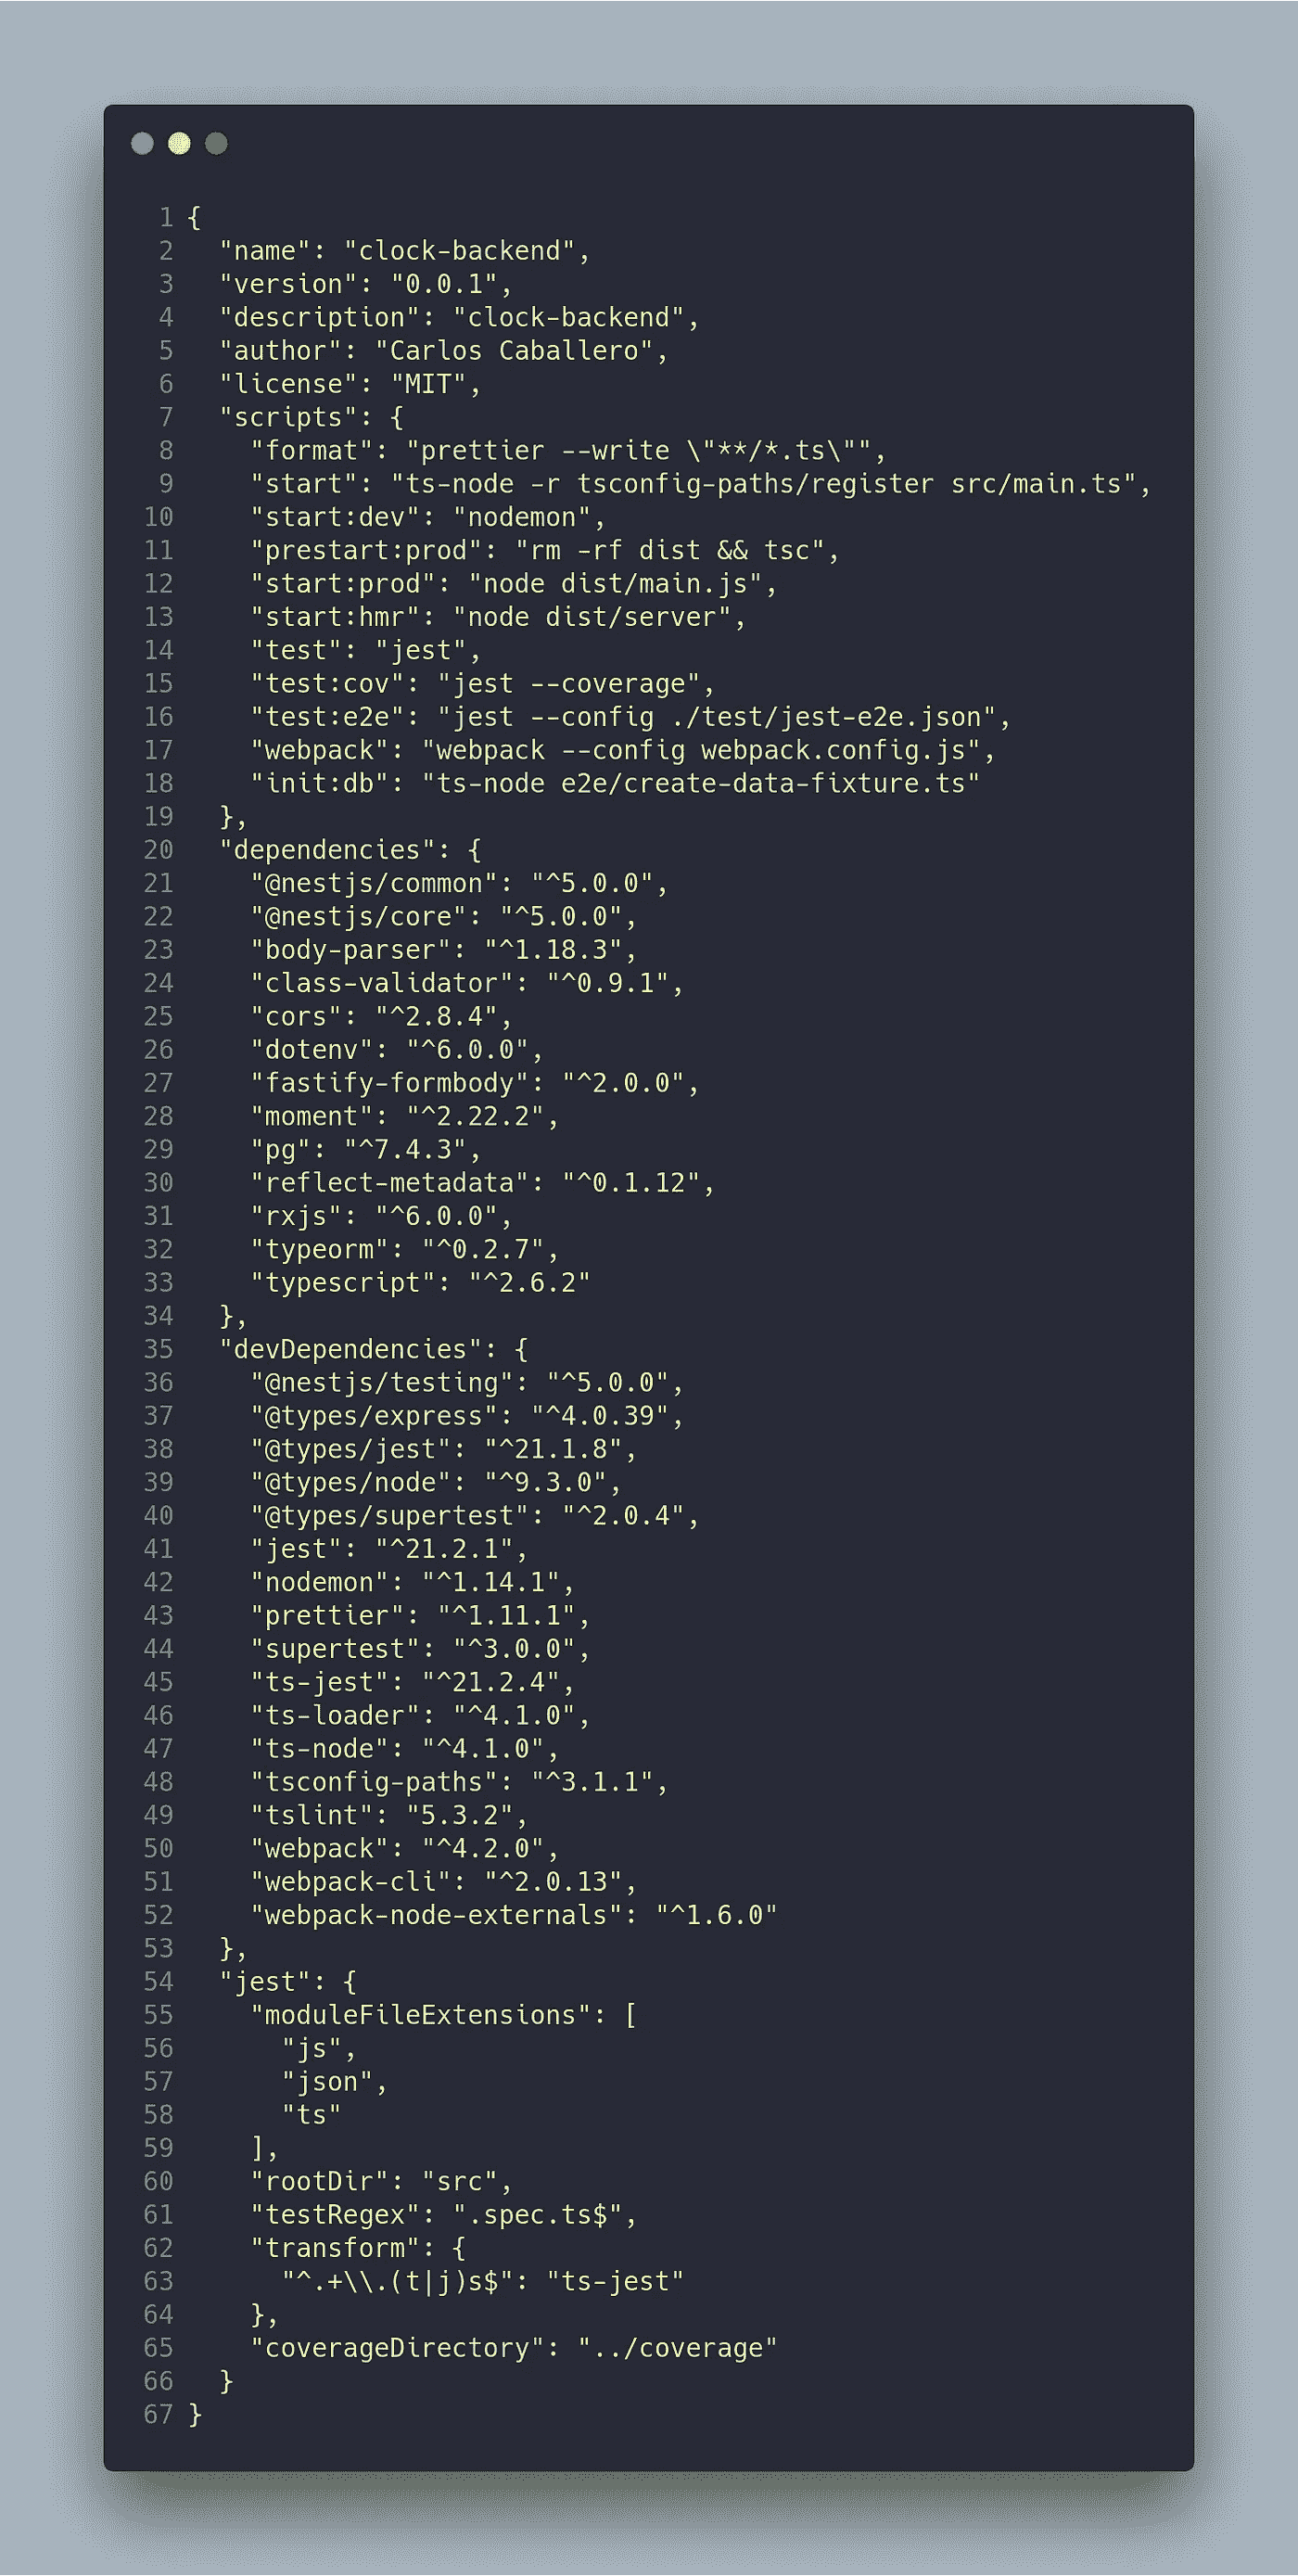 1 {
2   "name": "clock-backend",
3   "version": "0.0.1",
4   "description": "clock-backend",
5   "author": "Carlos Caballero",
6   "license": "MIT",
7   "scripts": {
8     "format": "prettier --write \"**/*.ts\"",
9     "start": "ts-node -r tsconfig-paths/register src/main.ts",
10     "start:dev": "nodemon",
11     "prestart:prod": "rm -rf dist && tsc",
12     "start:prod": "node dist/main.js",
13     "start:hmr": "node dist/server",
14     "test": "jest",
15     "test:cov": "jest --coverage",
16     "test:e2e": "jest --config ./test/jest-e2e.json",
17     "webpack": "webpack --config webpack.config.js",
18     "init:db": "ts-node e2e/create-data-fixture.ts"
19   },
20   "dependencies": {
21     "@nestjs/common": "^5.0.0",
22     "@nestjs/core": "^5.0.0",
23     "body-parser": "^1.18.3",
24     "class-validator": "^0.9.1",
25     "cors": "^2.8.4",
26     "dotenv": "^6.0.0",
27     "fastify-formbody": "^2.0.0",
28     "moment": "^2.22.2",
29     "pg": "^7.4.3",
30     "reflect-metadata": "^0.1.12",
31     "rxjs": "^6.0.0",
32     "typeorm": "^0.2.7",
33     "typescript": "^2.6.2"
34   },
35   "devDependencies": {
36     "@nestjs/testing": "^5.0.0",
37     "@types/express": "^4.0.39",
38     "@types/jest": "^21.1.8",
39     "@types/node": "^9.3.0",
40     "@types/supertest": "^2.0.4",
41     "jest": "^21.2.1",
42     "nodemon": "^1.14.1",
43     "prettier": "^1.11.1",
44     "supertest": "^3.0.0",
45     "ts-jest": "^21.2.4",
46     "ts-loader": "^4.1.0",
47     "ts-node": "^4.1.0",
48     "tsconfig-paths": "^3.1.1",
49     "tslint": "5.3.2",
50     "webpack": "^4.2.0",
51     "webpack-cli": "^2.0.13",
52     "webpack-node-externals": "^1.6.0"
53   },
54   "jest": {
55     "moduleFileExtensions": [
56       "js",
57       "json",
58       "ts"
59     ],
60     "rootDir": "src",
61     "testRegex": ".spec.ts$",
62     "transform": {
63       "^.+\\.(t|j)s$": "ts-jest"
64     },
65     "coverageDirectory": "../coverage"
66   }
67 }